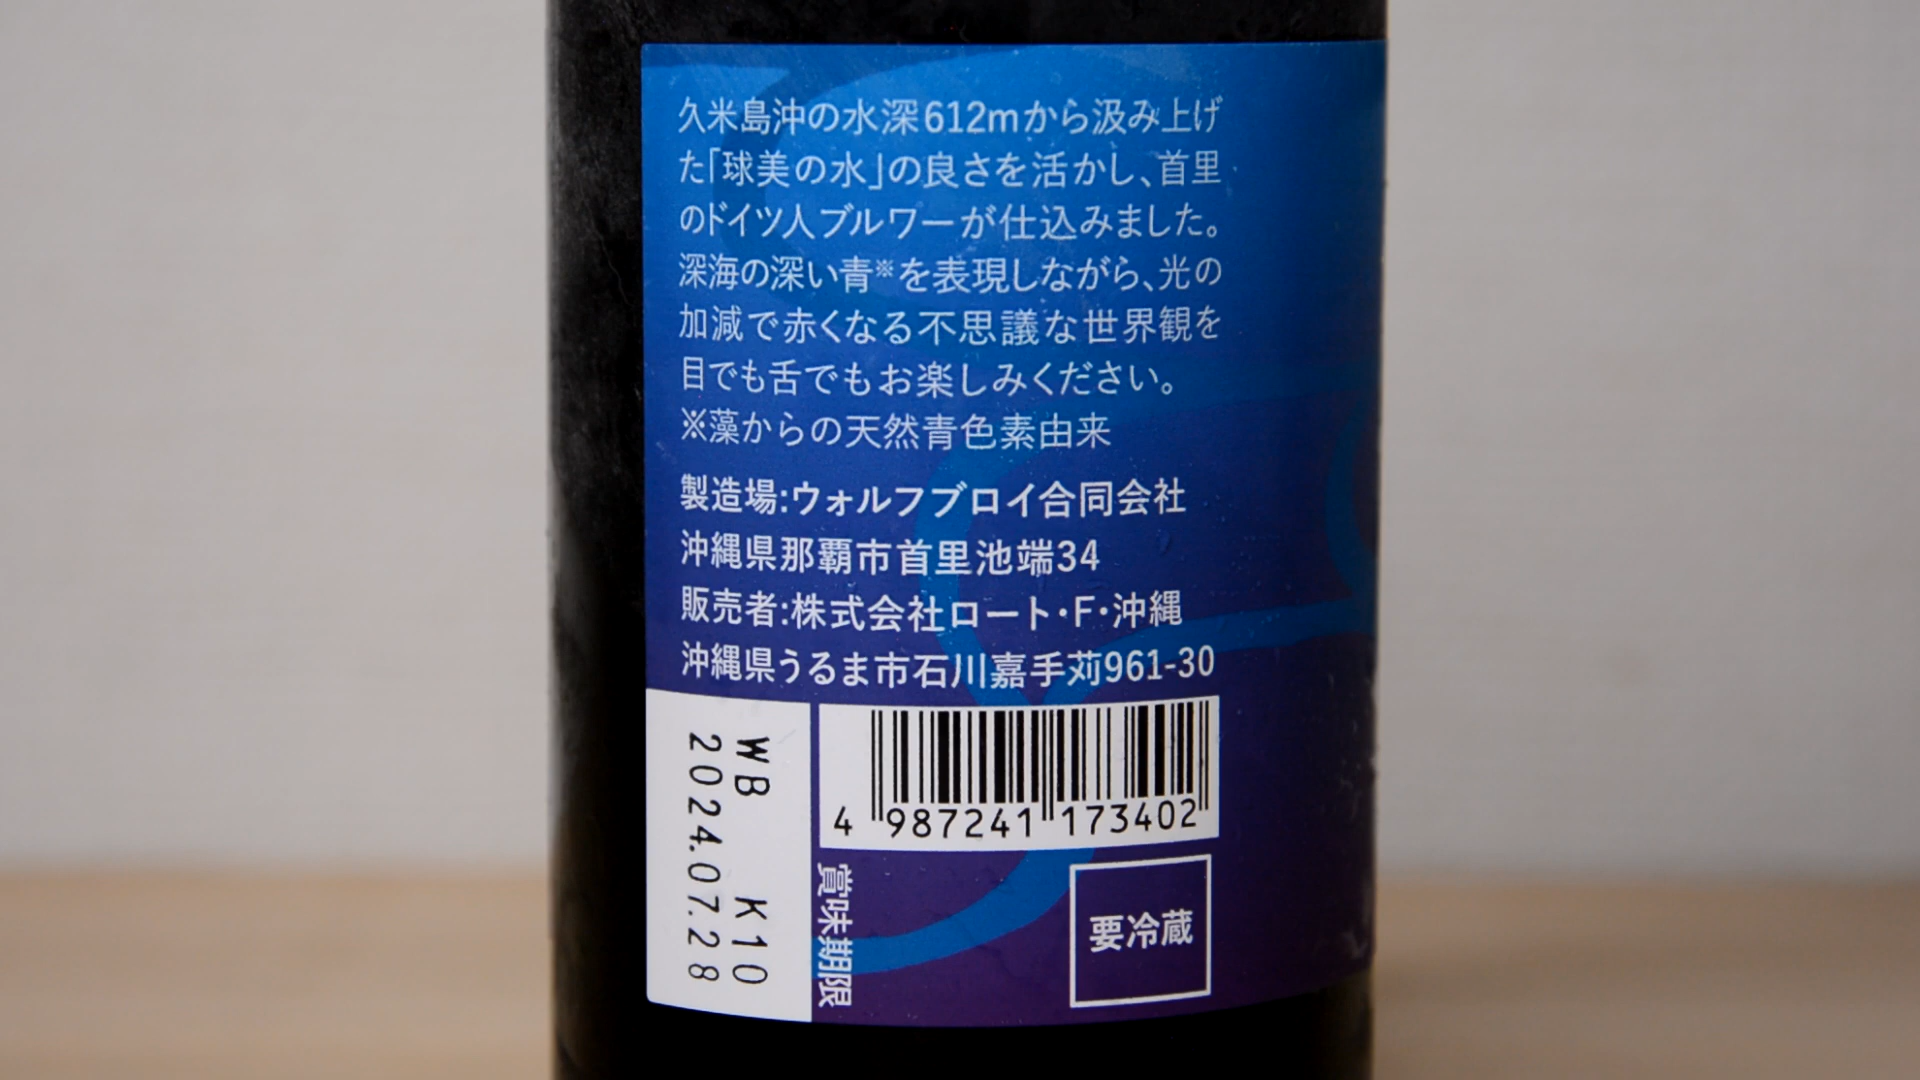 久米島沖の水深612mから汲み上げ
た「球美の水」の良さを活かし、首里
のドイツ人ブルワーが仕込みました。
深海の深い青※を表現しながら、光の
加減で赤くなる不思議な世界観を
目でも舌でもお楽しみください。
※藻からの天然青色素由来
製造場:ウォルフブロイ合同会社
沖縄県那覇市首里池端34
販売者:株式会社ロート・F・沖縄
沖縄県うるま市石川嘉手苅961-30
4 987241 173402
WB K10
2024.07.28
賞味期限
要冷蔵